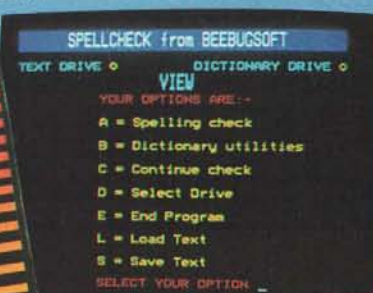 SPELLCHECK from BEEBUGSOFT
TEXT DRIVE 0 DICTIONARY DRIVE 0
VIEW
YOUR OPTIONS ARE:-
A = Spelling check
B = Dictionary utilities
C = Continue check
D = Select Drive
E = End Program
L = Load Text
S = Save Text
SELECT YOUR OPTION _